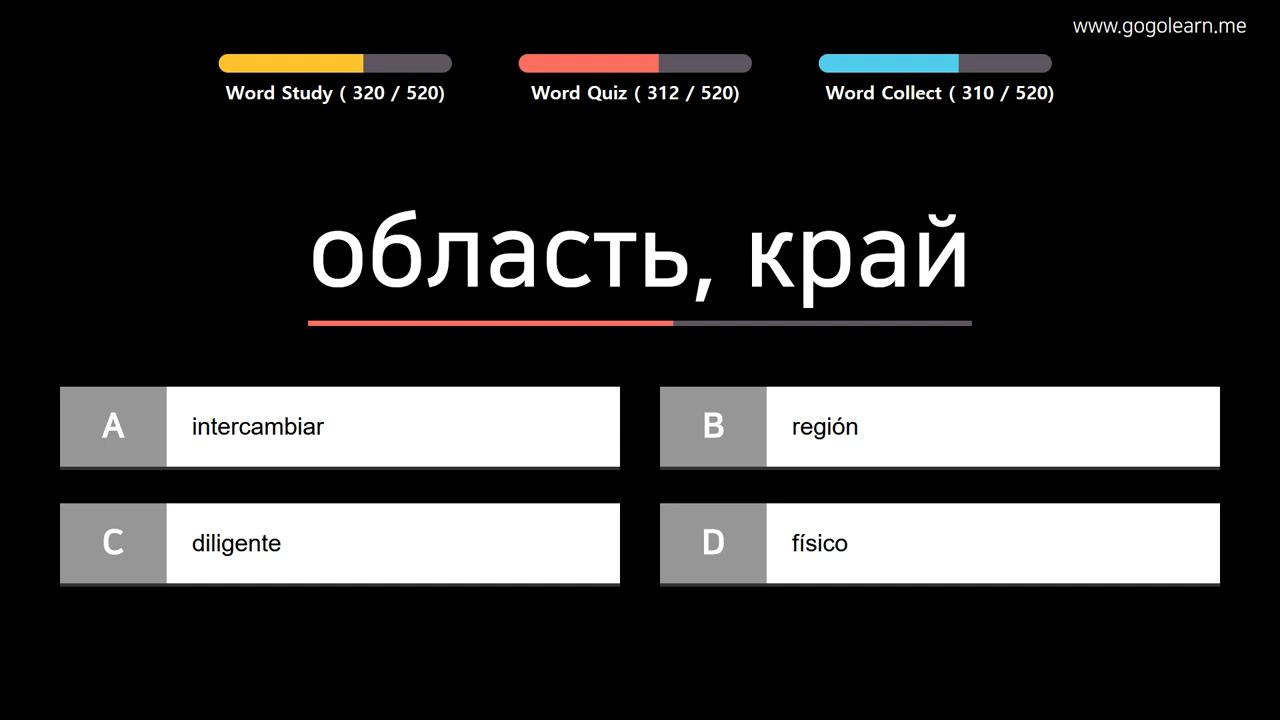 www.gogolearn.me
Word Study ( 320 / 520)
Word Quiz ( 312 / 520)
Word Collect ( 310 / 520)
область, край
A intercambiar
B región
C diligente
D físico